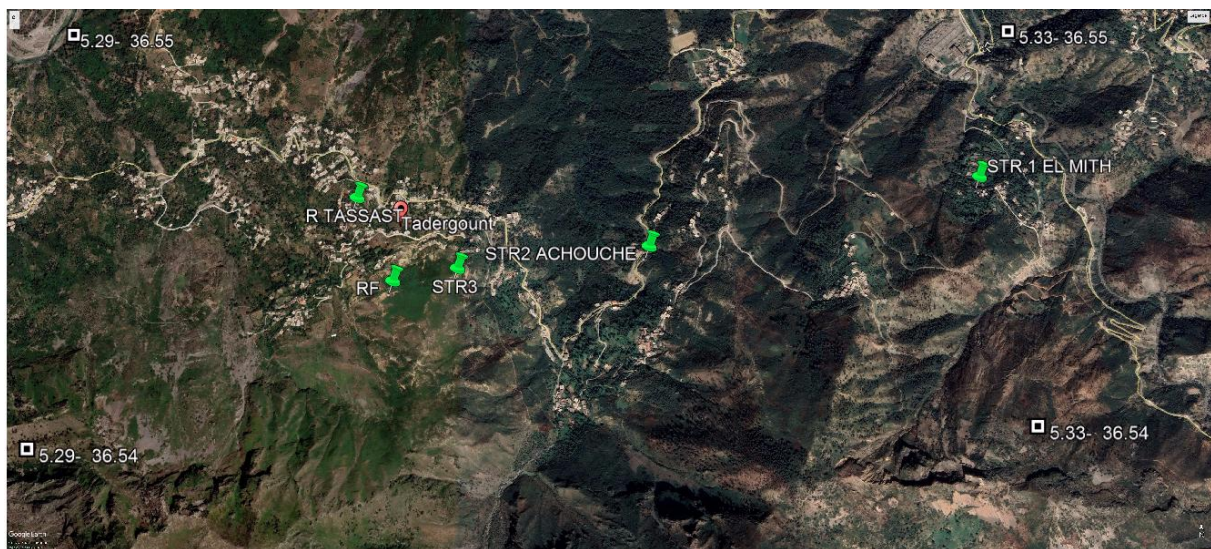 5.29- 36.55
5.33- 36.55
STR 1 EL MITH
R TASSAST
Tadergount
STR2 ACHOUCHE
RF
STR3
5.33- 36.54
5.29- 36.54
Google Earth